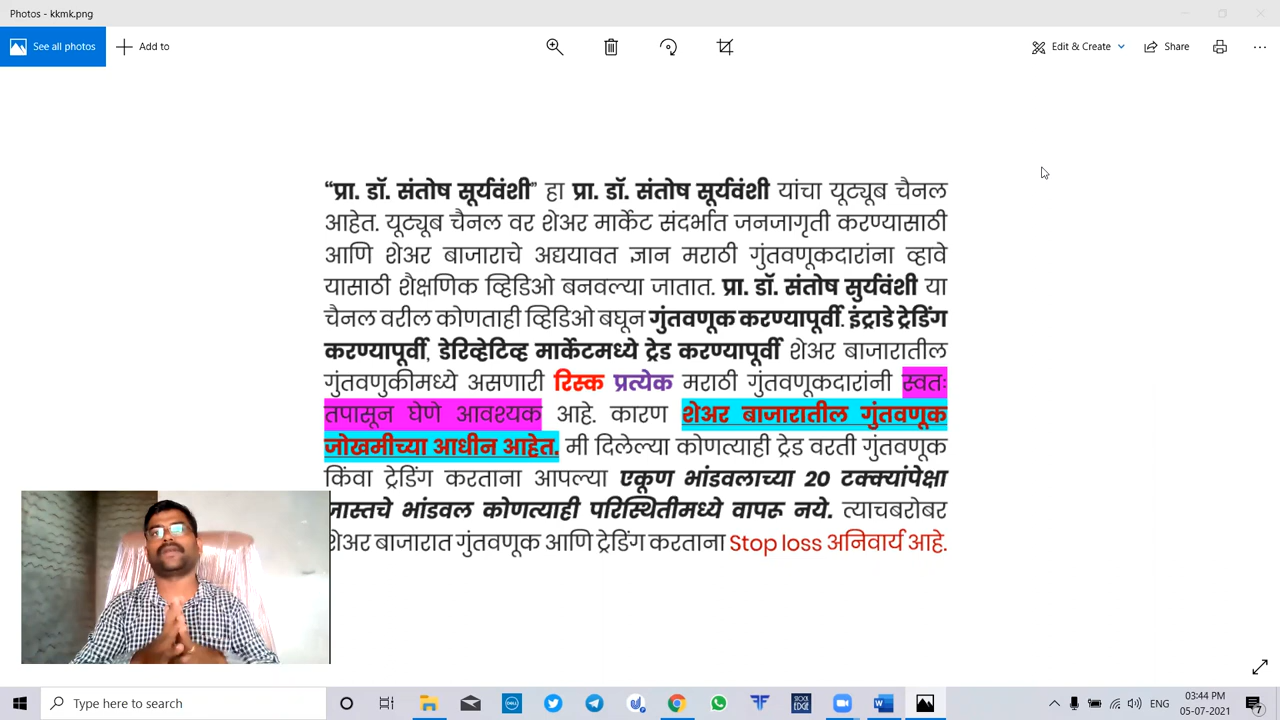 Photos - kkmk.png
See all photos
Add to
Edit & Create
Share
“प्रा. डॉ. संतोष सूर्यवंशी” हा प्रा. डॉ. संतोष सूर्यवंशी यांचा यूट्यूब चैनल
आहेत. यूट्यूब चैनल वर शेअर मार्केट संदर्भात जनजागृती करण्यासाठी
आणि शेअर बाजाराचे अद्ययावत ज्ञान मराठी गुंतवणूकदारांना व्हावे
यासाठी शैक्षणिक व्हिडिओ बनवल्या जातात. प्रा. डॉ. संतोष सुर्यवंशी या
चैनल वरील कोणताही व्हिडिओ बघून गुंतवणूक करण्यापूर्वी. इंट्राडे ट्रेडिंग
करण्यापूर्वी, डेरिव्हेटिव्ह मार्केटमध्ये ट्रेड करण्यापूर्वी शेअर बाजारातील
गुंतवणुकीमध्ये असणारी रिस्क प्रत्येक मराठी गुंतवणूकदारांनी स्वतः
तपासून घेणे आवश्यक आहे. कारण शेअर बाजारातील गुंतवणूक
जोखमीच्या आधीन आहेत. मी दिलेल्या कोणत्याही ट्रेड वरती गुंतवणूक
किंवा ट्रेडिंग करताना आपल्या एकूण भांडवलाच्या 20 टक्क्यांपेक्षा
जास्तचे भांडवल कोणत्याही परिस्थितीमध्ये वापरू नये. त्याचबरोबर
शेअर बाजारात गुंतवणूक आणि ट्रेडिंग करताना Stop loss अनिवार्य आहे.
Type here to search
DELL
STOCK EDGE
ENG
03:44 PM
05-07-2021
7